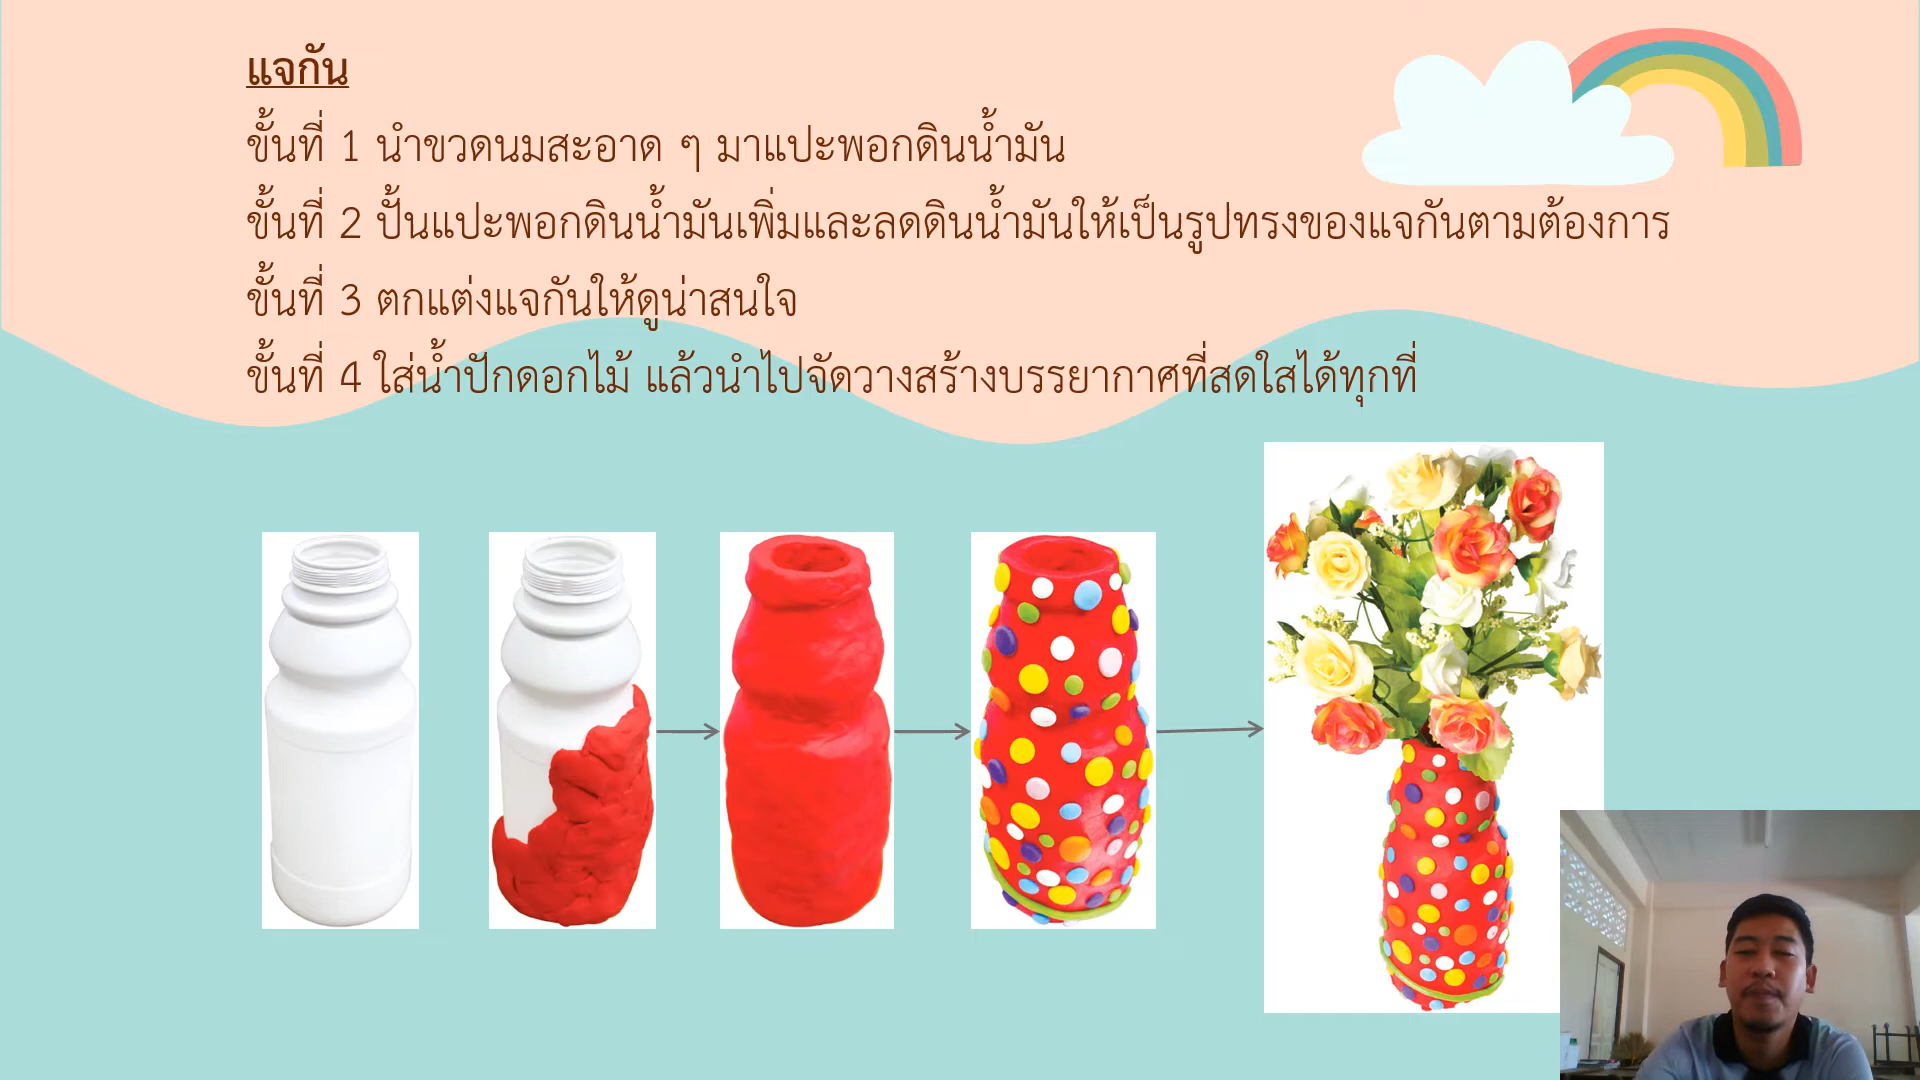 แจกัน
ขั้นที่ 1 นำขวดนมสะอาด ๆ มาแปะพอกดินน้ำมัน
ขั้นที่ 2 ปั้นแปะพอกดินน้ำมันเพิ่มและลดดินน้ำมันให้เป็นรูปทรงของแจกันตามต้องการ
ขั้นที่ 3 ตกแต่งแจกันให้ดูน่าสนใจ
ขั้นที่ 4 ใส่น้ำปักดอกไม้ แล้วนำไปจัดวางสร้างบรรยากาศที่สดใสได้ทุกที่